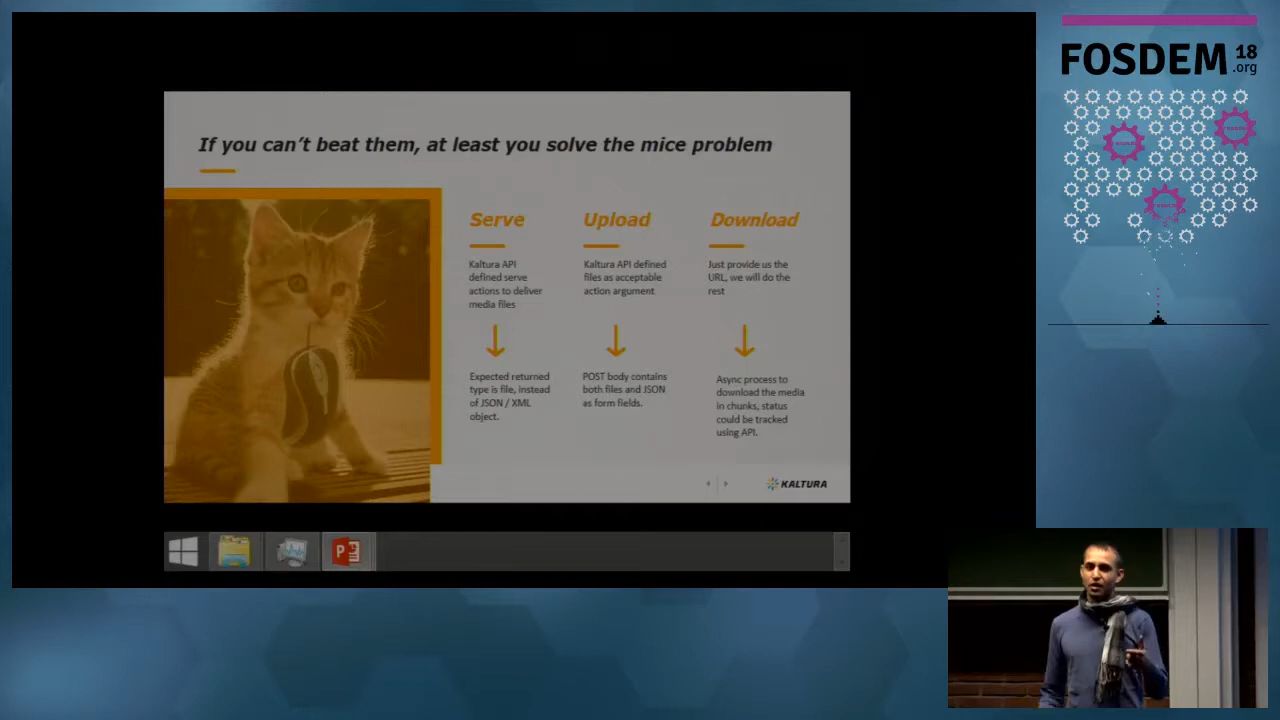 If you can't beat them, at least you solve the mice problem
Serve
Kaltura API
defined serve
actions to deliver
media files
Expected returned
type is file, instead
of JSON / XML
object.
Upload
Kaltura API defined
files as acceptable
action argument
POST body contains
both files and JSON
as form fields.
Download
Just provide us the
URL, we will do the
rest
Async process to
download the media
in chunks, status
could be tracked
using API.
KALTURA
P
FOSDEM 18
.org